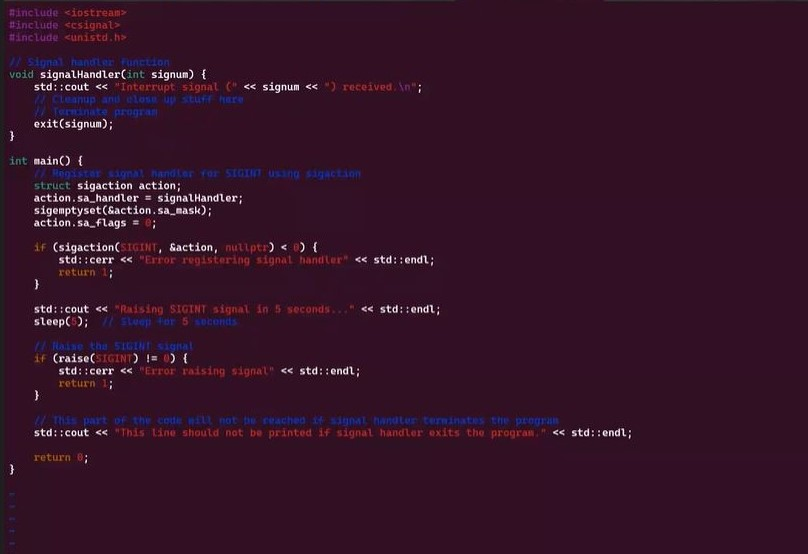 #include <iostream>
#include <csignal>
#include <unistd.h>
// Signal handler function
void signalHandler(int signum) {
    std::cout << "Interrupt signal (" << signum << ") received.\n";
    // Cleanup and close up stuff here
    // Terminate program
    exit(signum);
}
int main() {
    // Register signal handler for SIGINT using sigaction
    struct sigaction action;
    action.sa_handler = signalHandler;
    sigemptyset(&action.sa_mask);
    action.sa_flags = 0;
    if (sigaction(SIGINT, &action, nullptr) < 0) {
        std::cerr << "Error registering signal handler" << std::endl;
        return 1;
    }
    std::cout << "Raising SIGINT signal in 5 seconds..." << std::endl;
    sleep(5);  // Sleep for 5 seconds
    // Raise the SIGINT signal
    if (raise(SIGINT) != 0) {
        std::cerr << "Error raising signal" << std::endl;
        return 1;
    }
    // This part of the code will not be reached if signal handler terminates the program
    std::cout << "This line should not be printed if signal handler exits the program." << std::endl;
    return 0;
}
~
~
~
~
~